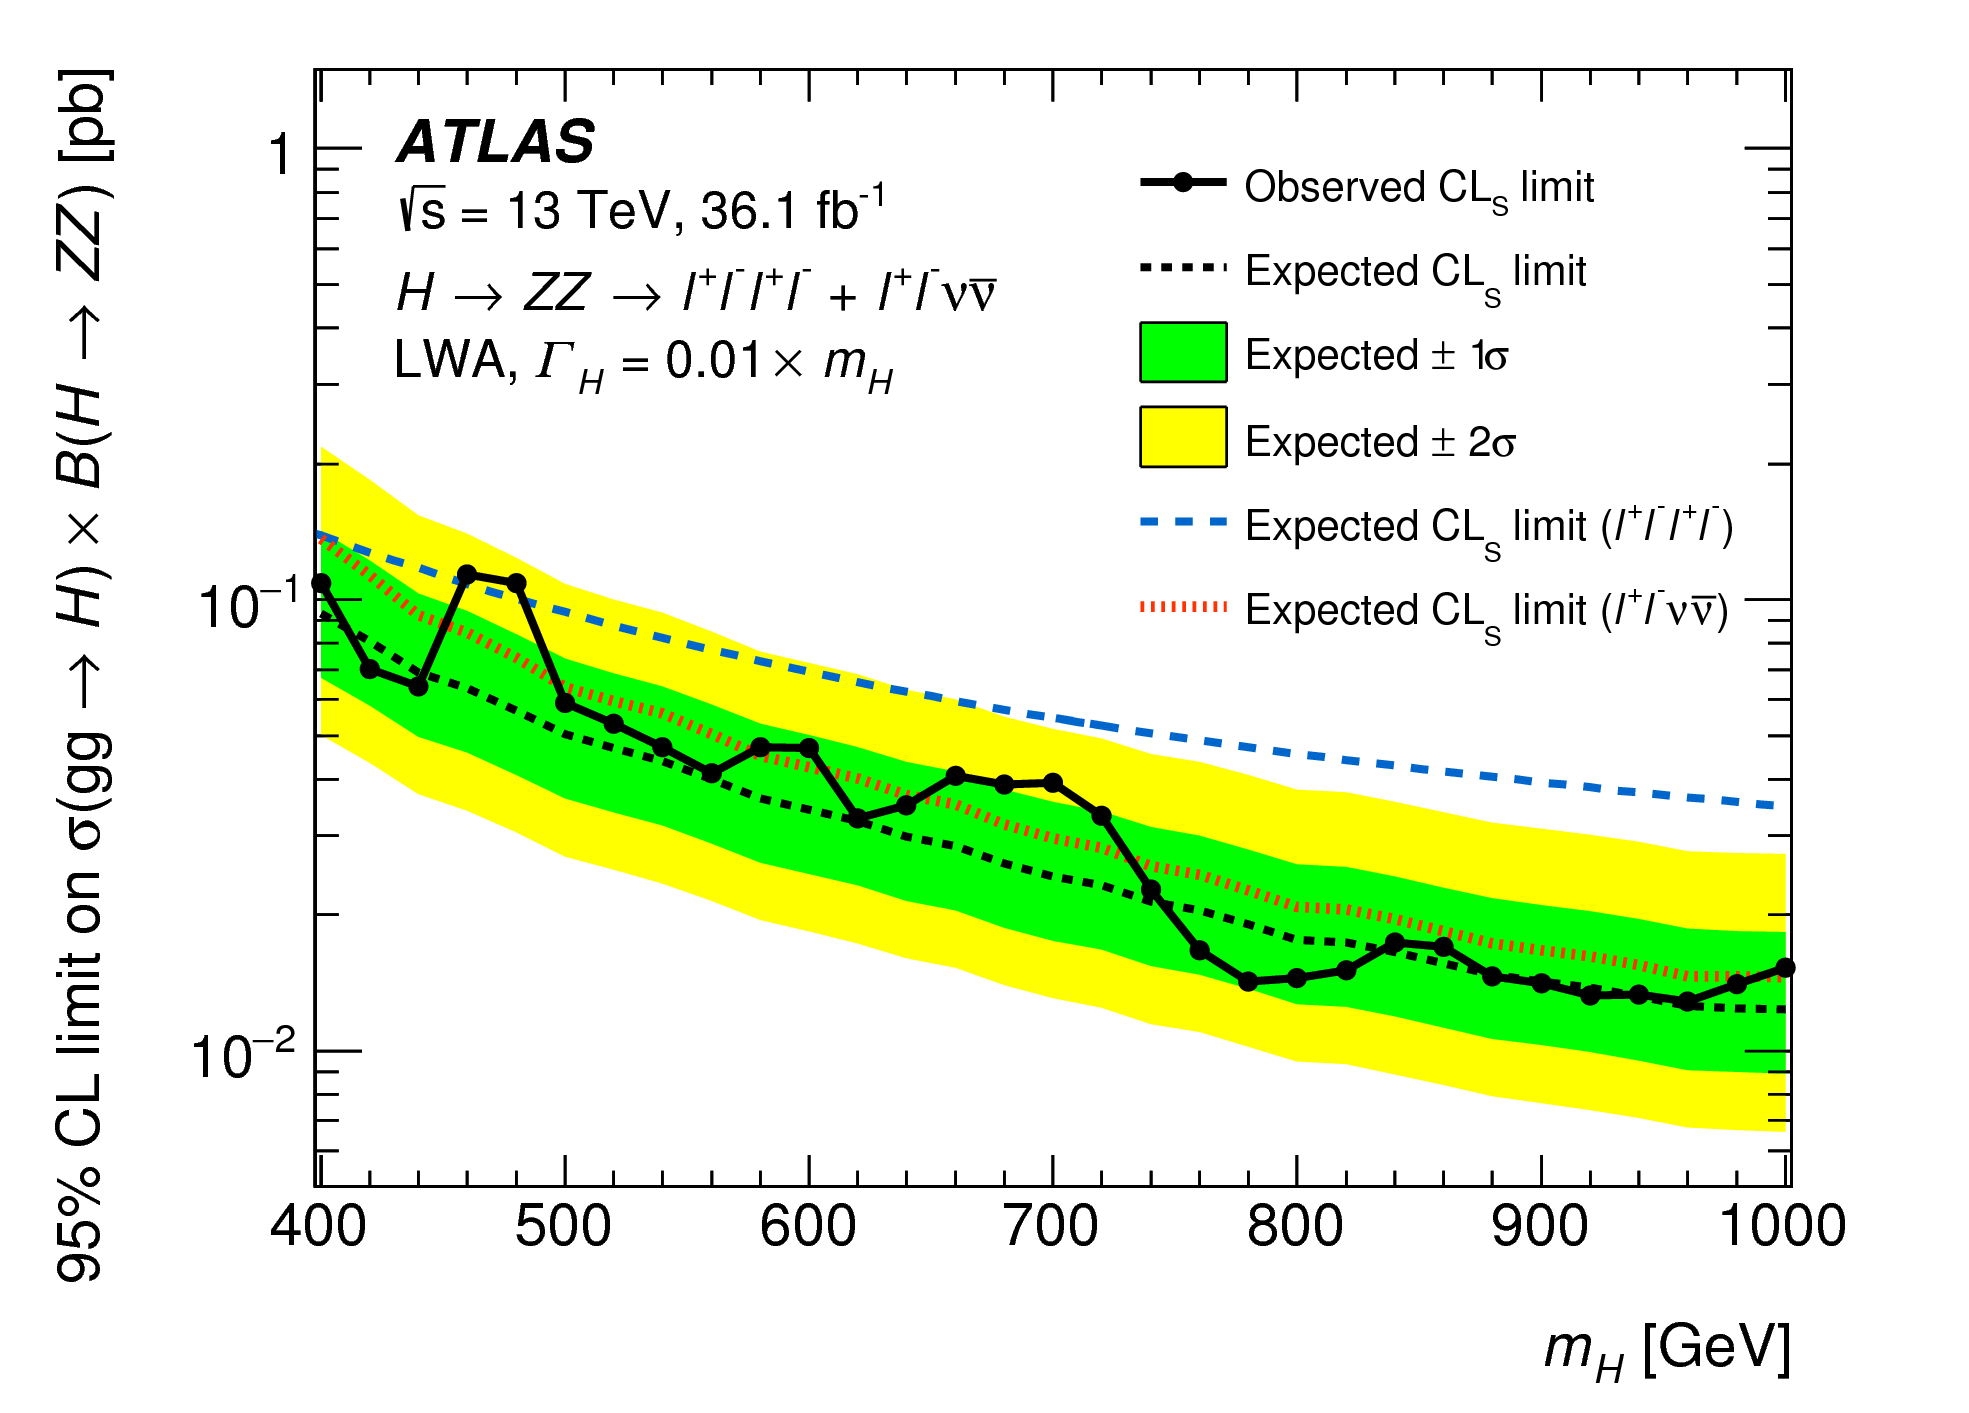 95% CL limit on σ(gg → H) × B(H → ZZ) [pb]
1
10⁻¹
10⁻²
ATLAS
√s = 13 TeV, 36.1 fb⁻¹
H → ZZ → l⁺l⁻l⁺l⁻ + l⁺l⁻νν̅
LWA, Γ_H = 0.01× m_H
Observed CL_S limit
Expected CL_S limit
Expected ± 1σ
Expected ± 2σ
Expected CL_S limit (l⁺l⁻l⁺l⁻)
Expected CL_S limit (l⁺l⁻νν̅)
400 500 600 700 800 900 1000
m_H [GeV]